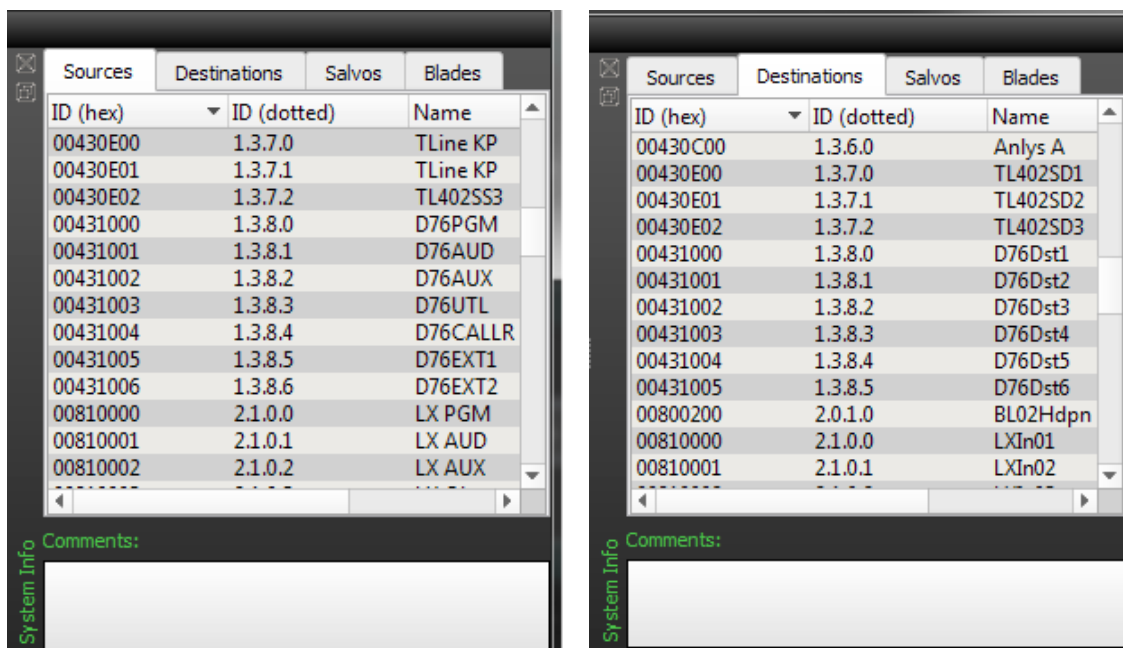 Sources Destinations Salvos Blades
ID (hex) ID (dotted) Name
00430E00 1.3.7.0 TLine KP
00430E01 1.3.7.1 TLine KP
00430E02 1.3.7.2 TL402SS3
00431000 1.3.8.0 D76PGM
00431001 1.3.8.1 D76AUD
00431002 1.3.8.2 D76AUX
00431003 1.3.8.3 D76UTL
00431004 1.3.8.4 D76CALLR
00431005 1.3.8.5 D76EXT1
00431006 1.3.8.6 D76EXT2
00810000 2.1.0.0 LX PGM
00810001 2.1.0.1 LX AUD
00810002 2.1.0.2 LX AUX
Comments:
System Info
Sources Destinations Salvos Blades
ID (hex) ID (dotted) Name
00430C00 1.3.6.0 Anlys A
00430E00 1.3.7.0 TL402SD1
00430E01 1.3.7.1 TL402SD2
00430E02 1.3.7.2 TL402SD3
00431000 1.3.8.0 D76Dst1
00431001 1.3.8.1 D76Dst2
00431002 1.3.8.2 D76Dst3
00431003 1.3.8.3 D76Dst4
00431004 1.3.8.4 D76Dst5
00431005 1.3.8.5 D76Dst6
00800200 2.0.1.0 BL02Hdpn
00810000 2.1.0.0 LXIn01
00810001 2.1.0.1 LXIn02
Comments:
System Info